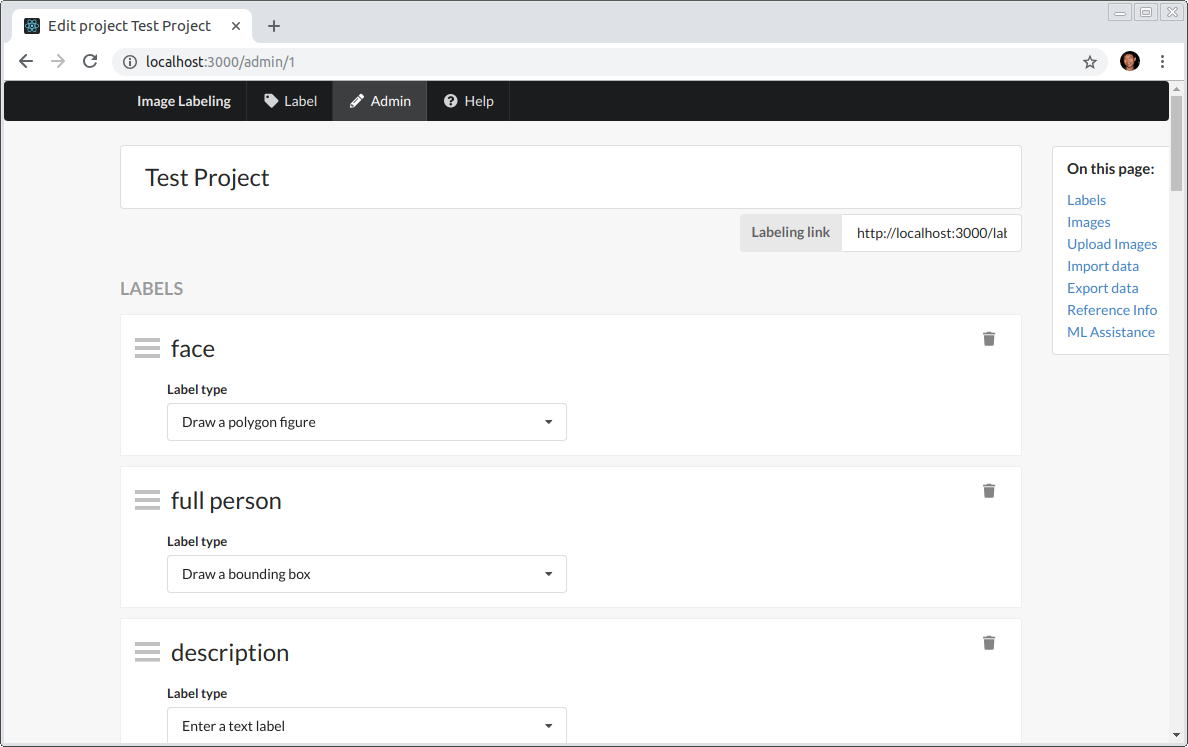 Edit project Test Project
localhost:3000/admin/1
Image Labeling Label Admin Help
Test Project
Labeling link http://localhost:3000/lab
On this page:
Labels
Images
Upload Images
Import data
Export data
Reference Info
ML Assistance
LABELS
face
Label type
Draw a polygon figure
full person
Label type
Draw a bounding box
description
Label type
Enter a text label